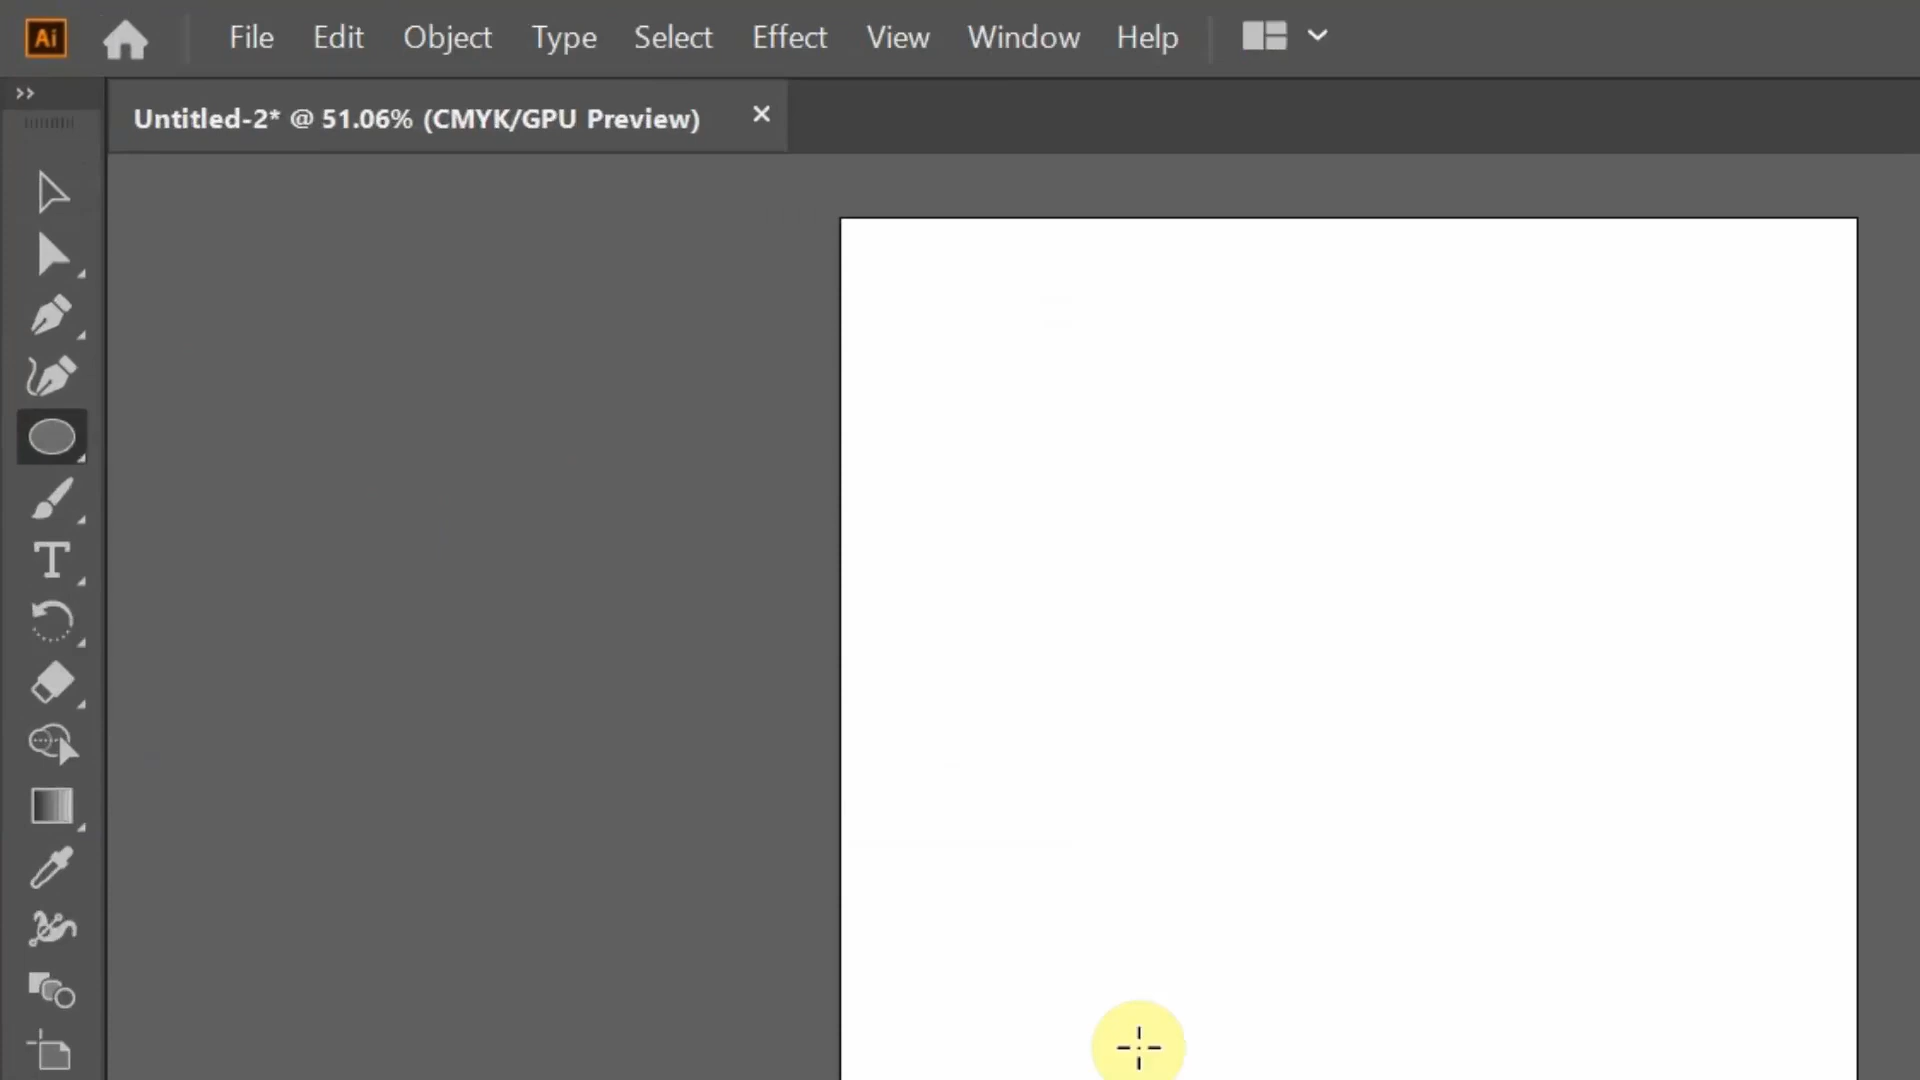 Ai File Edit Object Type Select Effect View Window Help
Untitled-2* @ 51.06% (CMYK/GPU Preview)